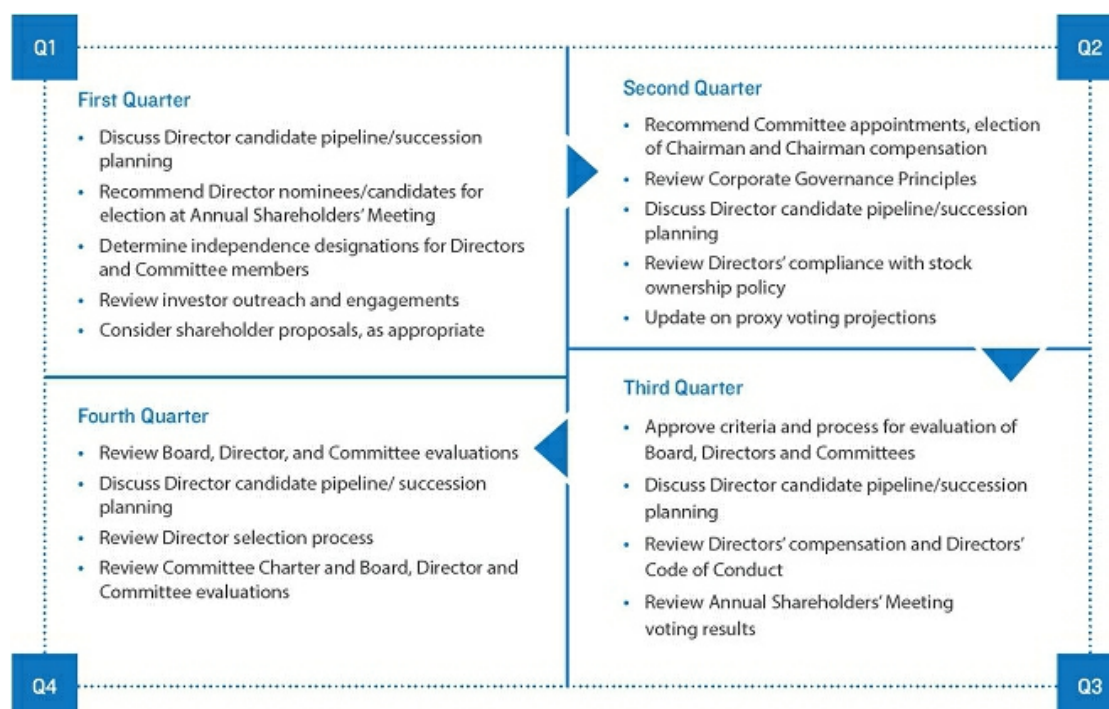 Q1
First Quarter
• Discuss Director candidate pipeline/succession
planning
• Recommend Director nominees/candidates for
election at Annual Shareholders' Meeting
• Determine independence designations for Directors
and Committee members
• Review investor outreach and engagements
• Consider shareholder proposals, as appropriate
Q2
Second Quarter
• Recommend Committee appointments, election
of Chairman and Chairman compensation
• Review Corporate Governance Principles
• Discuss Director candidate pipeline/succession
planning
• Review Directors' compliance with stock
ownership policy
• Update on proxy voting projections
Third Quarter
• Approve criteria and process for evaluation of
Board, Directors and Committees
• Discuss Director candidate pipeline/succession
planning
• Review Directors' compensation and Directors'
Code of Conduct
• Review Annual Shareholders' Meeting
voting results
Q3
Fourth Quarter
• Review Board, Director, and Committee evaluations
• Discuss Director candidate pipeline/ succession
planning
• Review Director selection process
• Review Committee Charter and Board, Director and
Committee evaluations
Q4